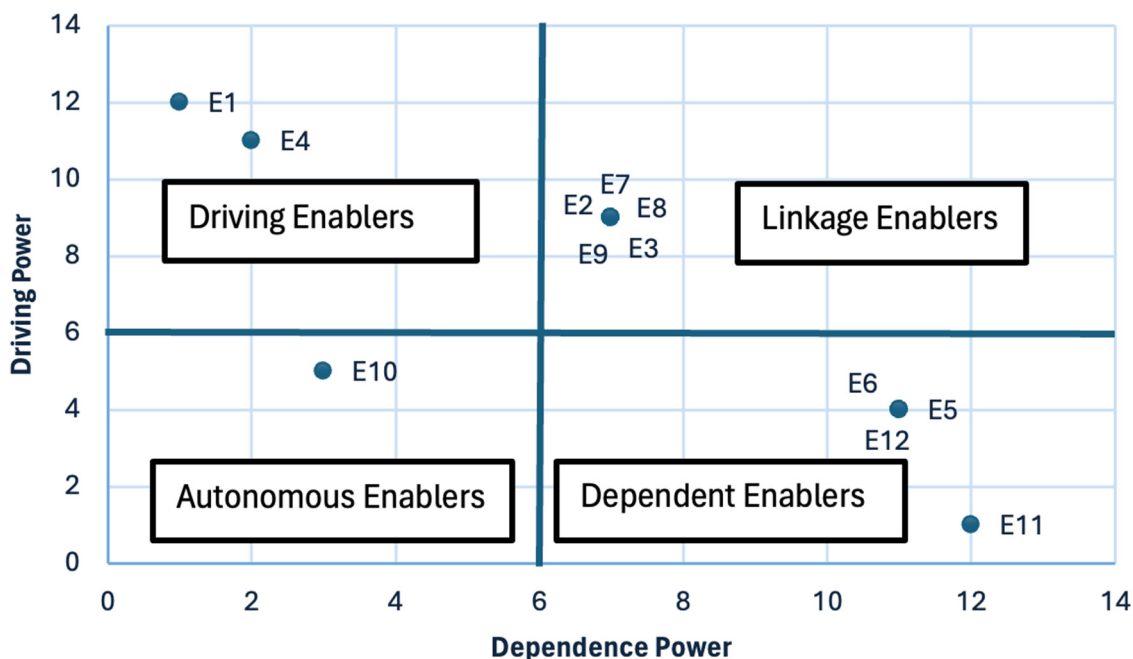 14
12
E1
E4
10
E7
E2
E8
Driving Enablers
Linkage Enablers
8
E9
E3
6
E10
E6
4
E5
E12
2
Autonomous Enablers
Dependent Enablers
E11
0
0 2 4 6 8 10 12 14
Driving Power
Dependence Power